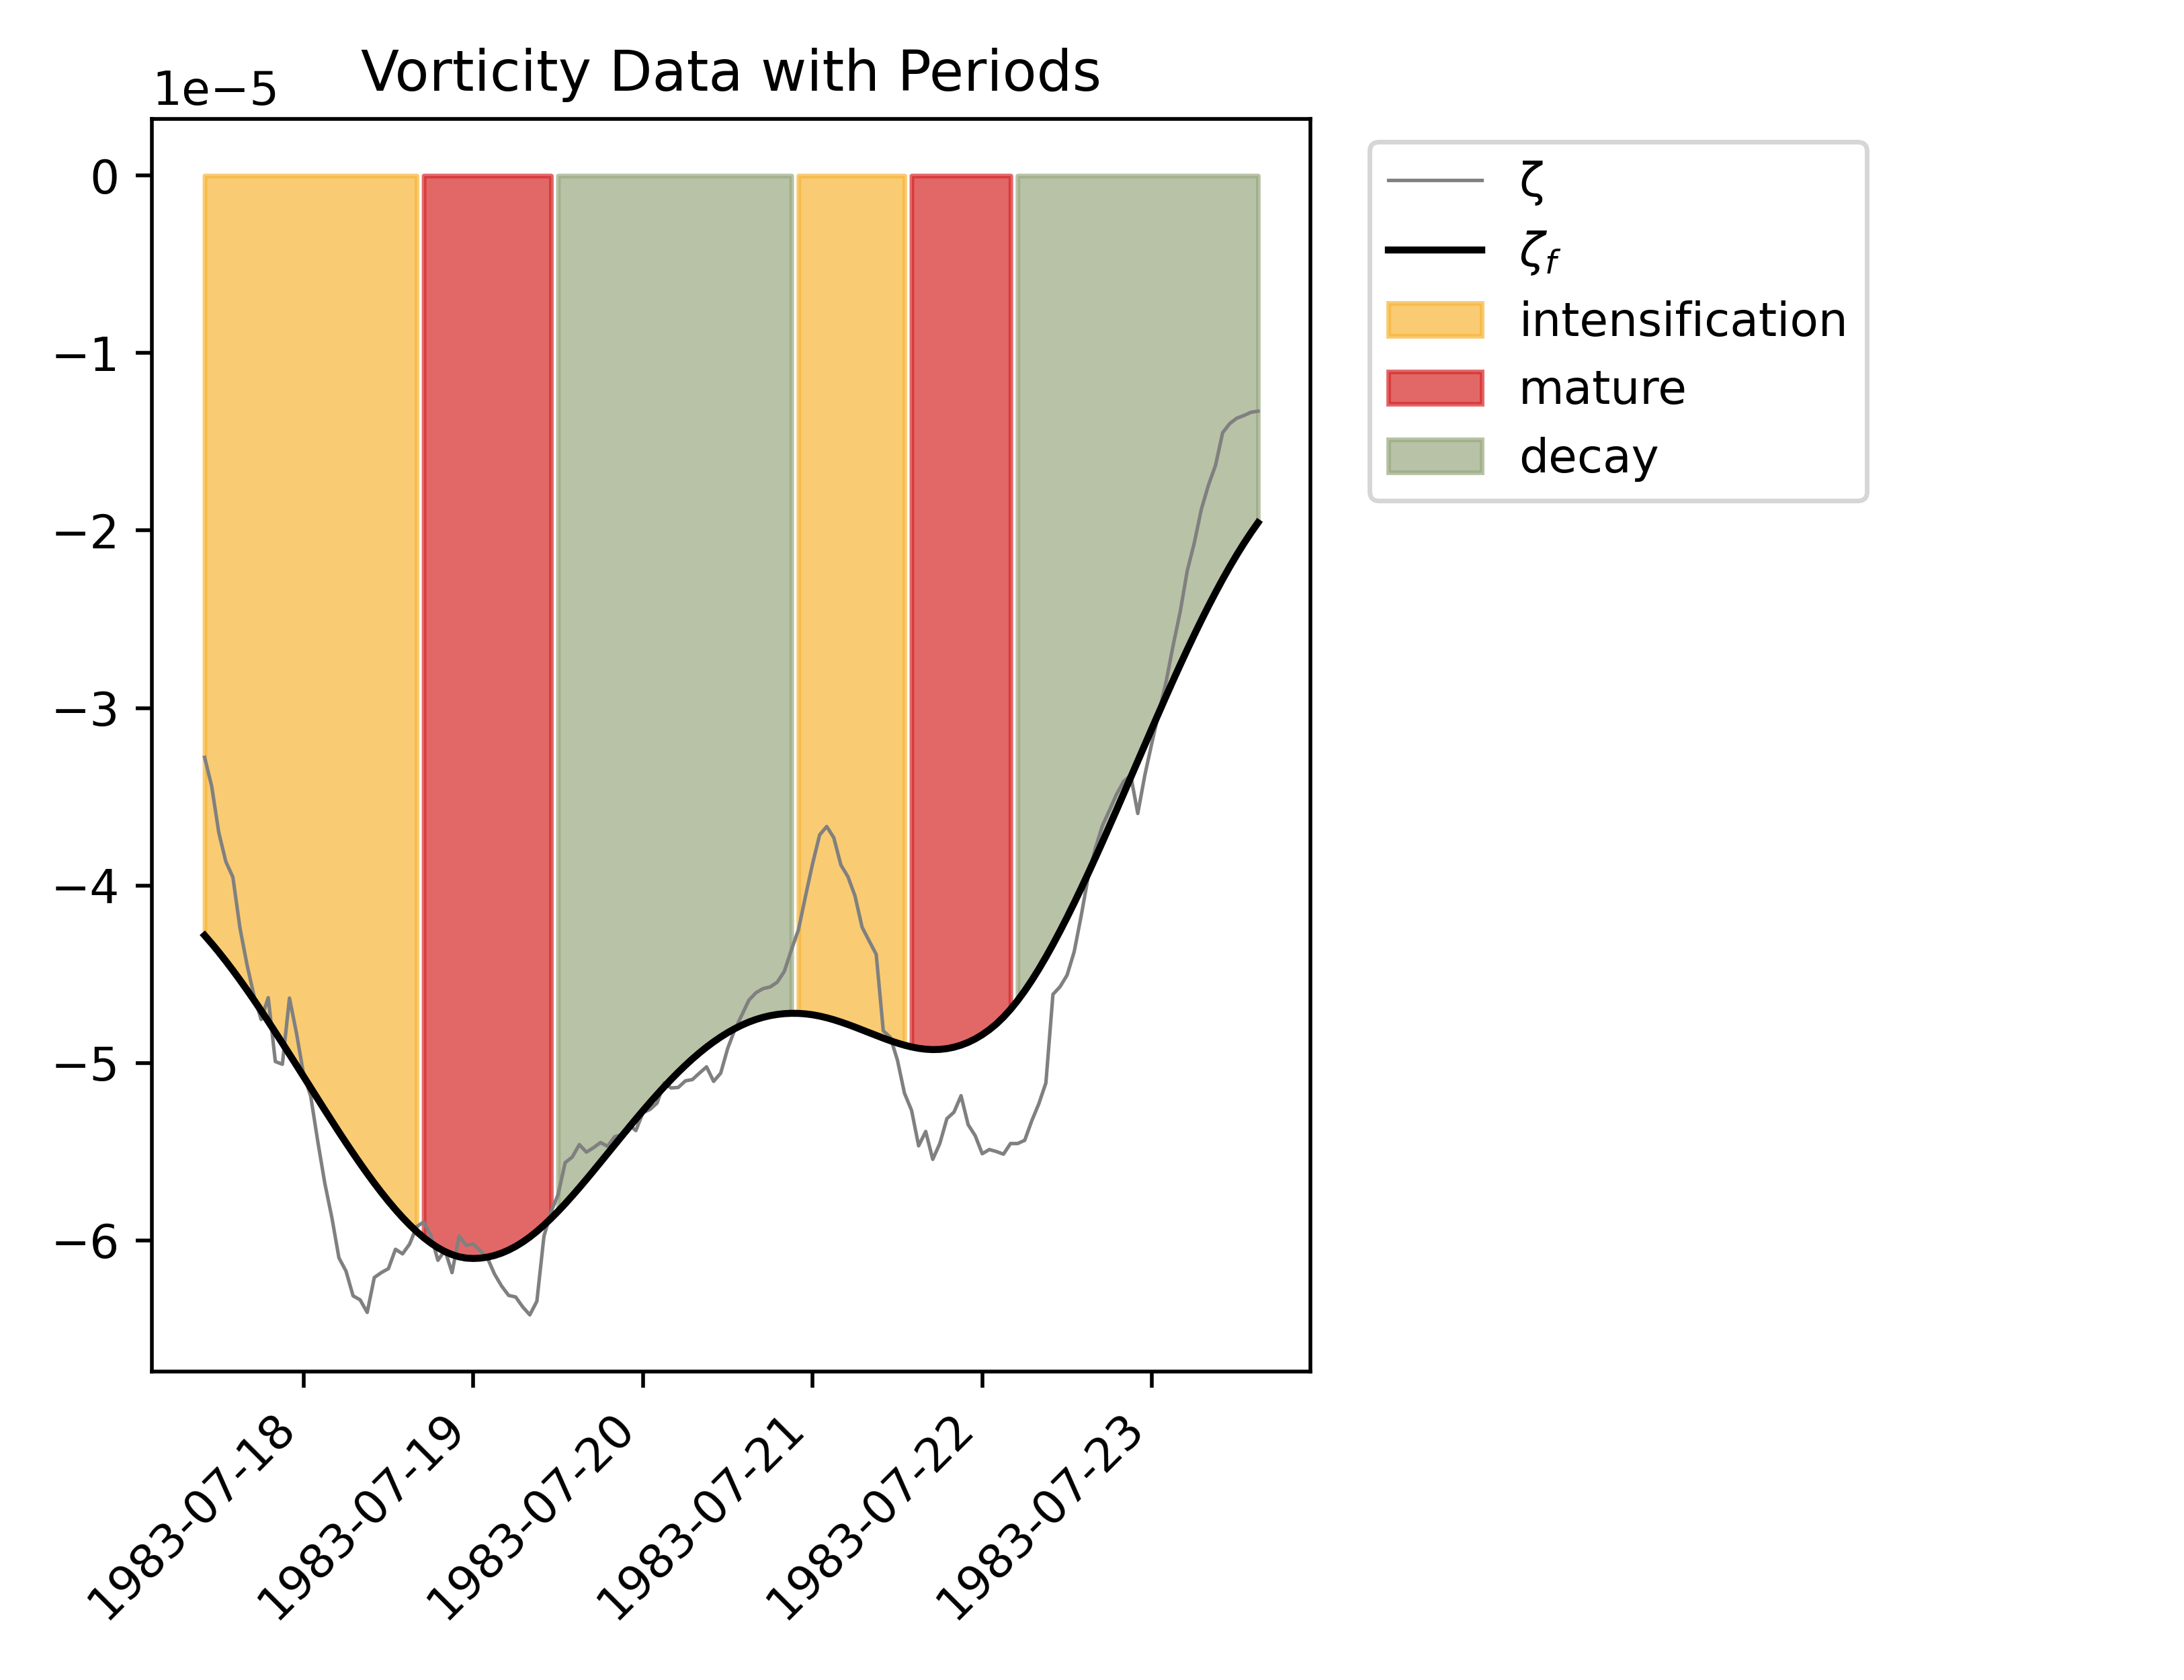 Vorticity Data with Periods
1e−5
0
−1
−2
−3
−4
−5
−6
1983-07-18
1983-07-19
1983-07-20
1983-07-21
1983-07-22
1983-07-23
ζ
ζf
intensification
mature
decay